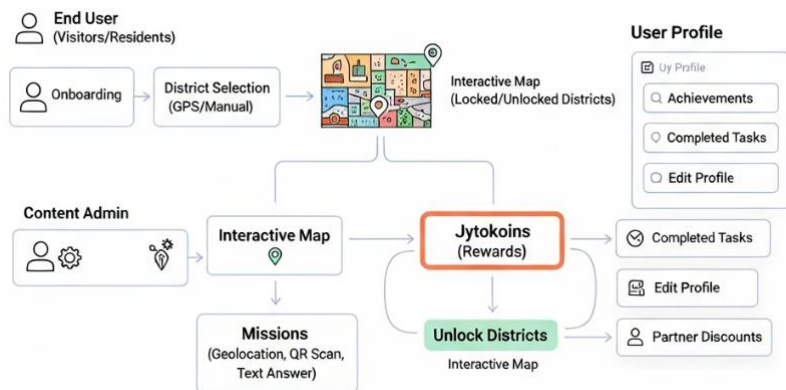 End User
(Visitors/Residents)
User Profile
Onboarding
District Selection
(GPS/Manual)
Interactive Map
(Locked/Unlocked Districts)
Uy Pxfile
Achievements
Completed Tasks
Edit Profile
Content Admin
Interactive Map
Jytokoins
(Rewards)
Completed Tasks
Edit Profile
Missions
(Geolocation, QR Scan,
Text Answer)
Unlock Districts
Interactive Map
Partner Discounts